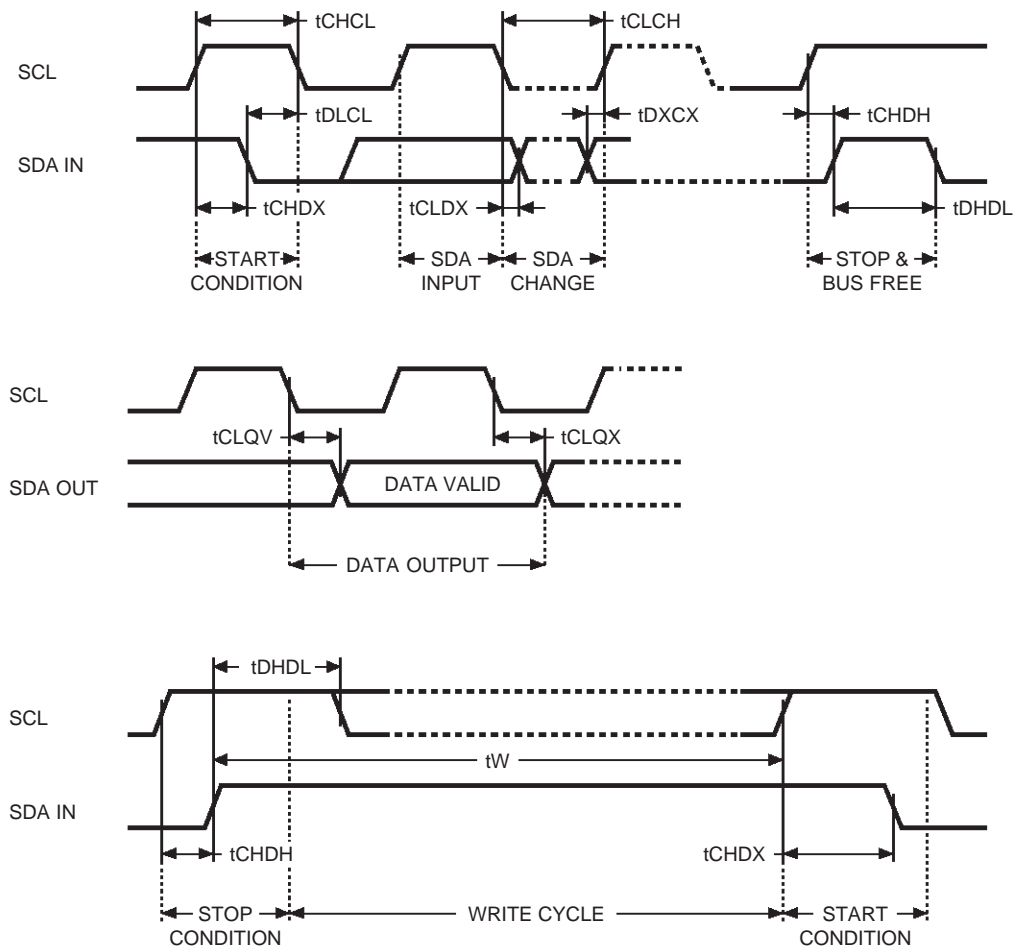 tCHCL
tCLCH
SCL
tDLCL
tDXCX
tCHDH
SDA IN
tCHDX
tCLDX
tDHDL
START
CONDITION
SDA
INPUT
SDA
CHANGE
STOP &
BUS FREE
SCL
tCLQV
tCLQX
SDA OUT
DATA VALID
DATA OUTPUT
tDHDL
SCL
tW
SDA IN
tCHDH
tCHDX
STOP
CONDITION
WRITE CYCLE
START
CONDITION